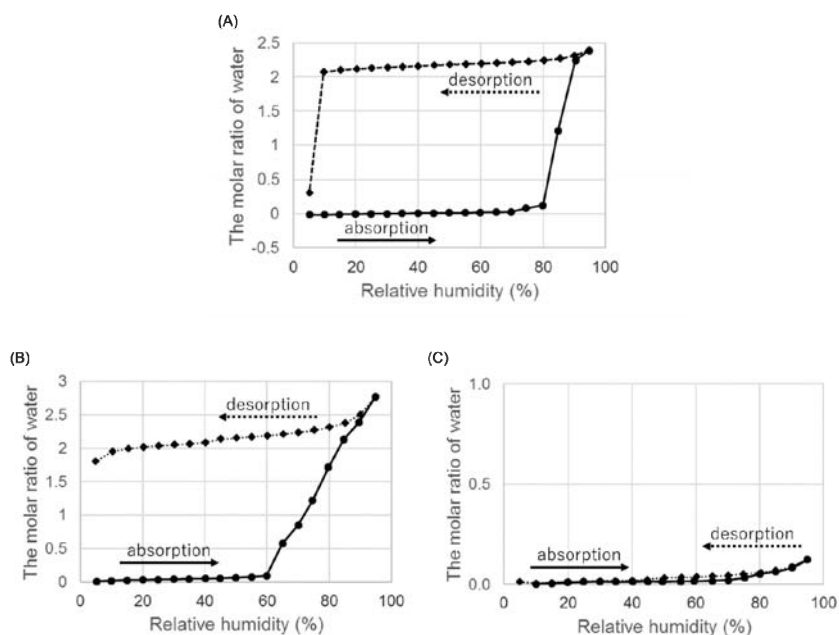 (A)
The molar ratio of water
2.5
2
1.5
1
0.5
0
-0.5
desorption
absorption
0 20 40 60 80 100
Relative humidity (%)
(B)
The molar ratio of water
3
2.5
2
1.5
1
0.5
0
desorption
absorption
0 20 40 60 80 100
Relative humidity (%)
(C)
The molar ratio of water
1.0
0.5
0.0
desorption
absorption
0 20 40 60 80 100
Relative humidity (%)